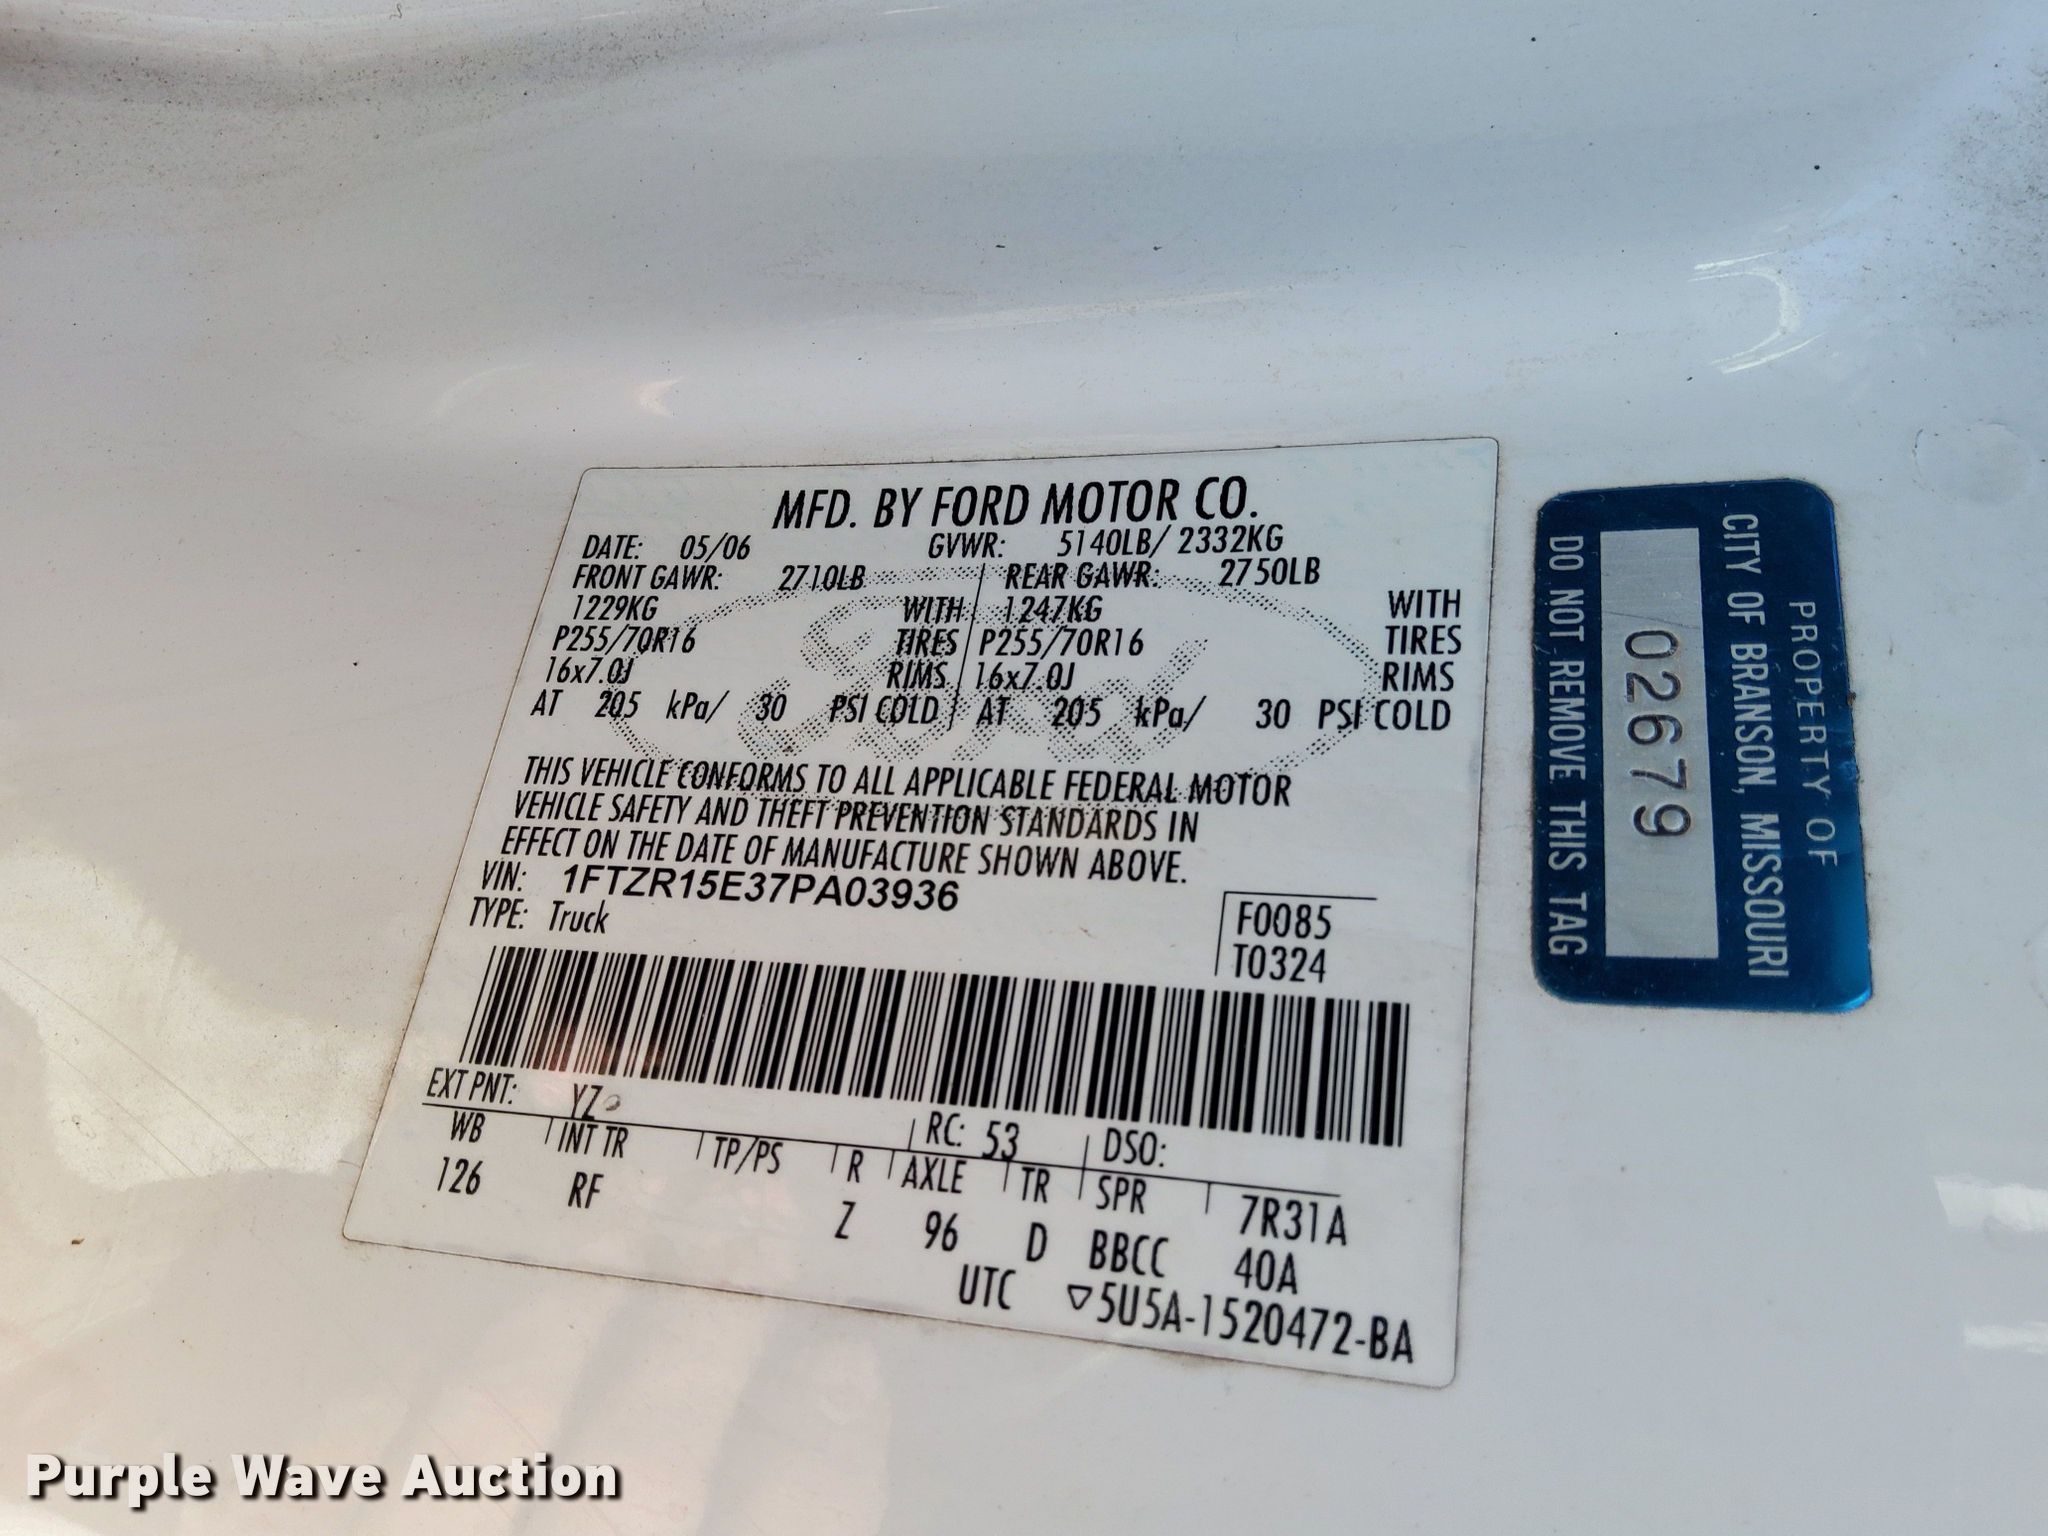 MFD. BY FORD MOTOR CO.
DATE: 05/06 GVWR: 5140LB/ 2332KG
FRONT GAWR: 2710LB REAR GAWR: 2750LB
1229KG WITH 1247KG WITH
P255/70R16 TIRES P255/70R16 TIRES
16x7.0J RIMS 16x7.0J RIMS
AT 205 kPa/ 30 PSI COLD AT 205 kPa/ 30 PSI COLD
THIS VEHICLE CONFORMS TO ALL APPLICABLE FEDERAL MOTOR
VEHICLE SAFETY AND THEFT PREVENTION STANDARDS IN
EFFECT ON THE DATE OF MANUFACTURE SHOWN ABOVE.
VIN: 1FTZR15E37PA03936
TYPE: Truck
F0085
T0324
EXT PNT: YZ RC: 53 DSO:
WB INT TR TP/PS R AXLE TR SPR 7R31A
126 RF Z 96 D BBCC 40A
UTC ▽5U5A-1520472-BA
PROPERTY OF
CITY OF BRANSON, MISSOURI
02679
DO NOT REMOVE THIS TAG
Purple Wave Auction